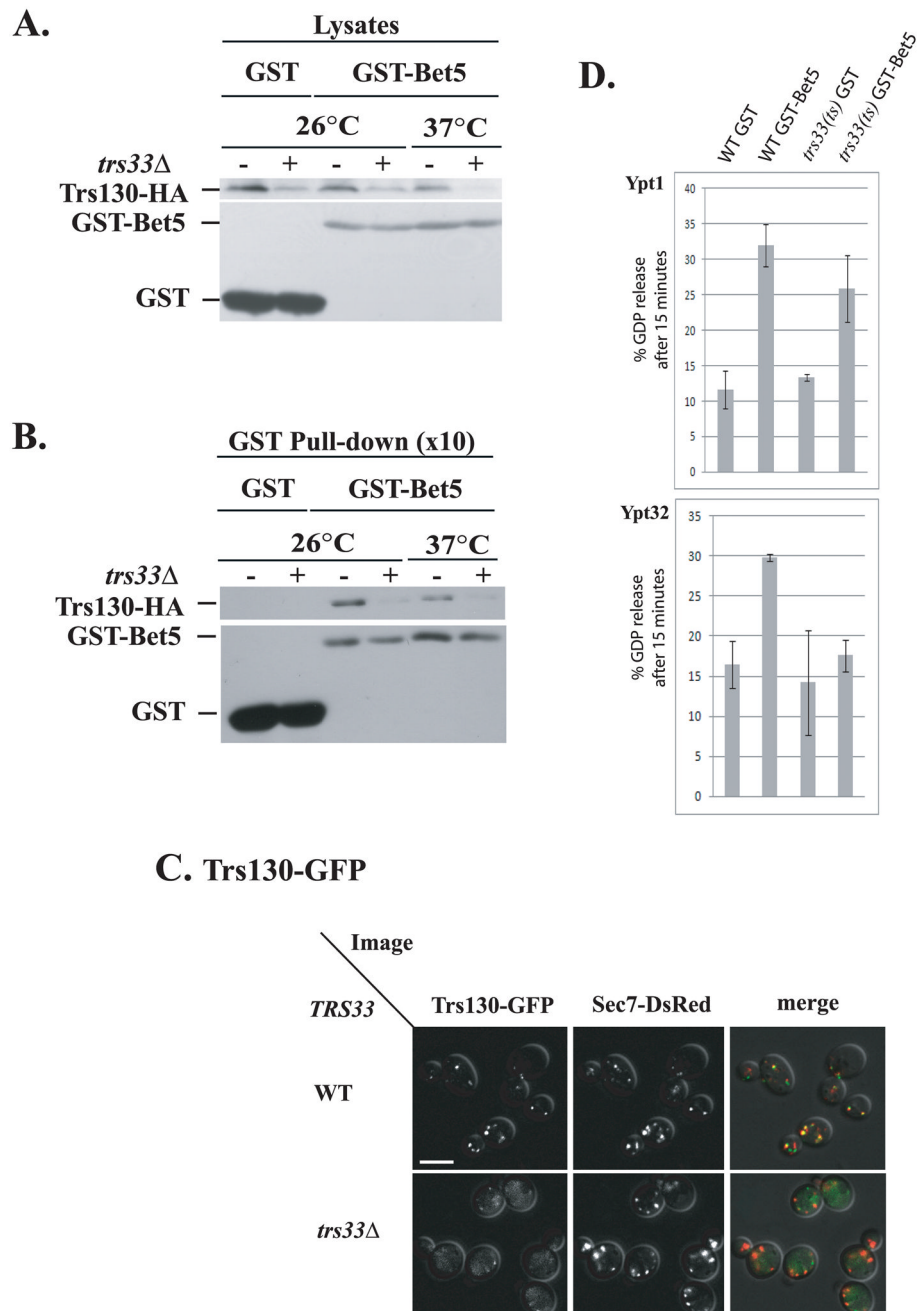 A.
Lysates
GST GST-Bet5
26°C 37°C
trs33Δ - + - + - +
Trs130-HA
GST-Bet5
GST
B.
GST Pull-down (x10)
GST GST-Bet5
26°C 37°C
trs33Δ - + - + - +
Trs130-HA
GST-Bet5
GST
D.
WT GST
WT GST-Bet5
trs33(ts) GST
trs33(ts) GST-Bet5
Ypt1
% GDP release
after 15 minutes
40
35
30
25
20
15
10
5
0
Ypt32
% GDP release
after 15 minutes
35
30
25
20
15
10
5
0
C. Trs130-GFP
Image
TRS33 Trs130-GFP Sec7-DsRed merge
WT
trs33Δ